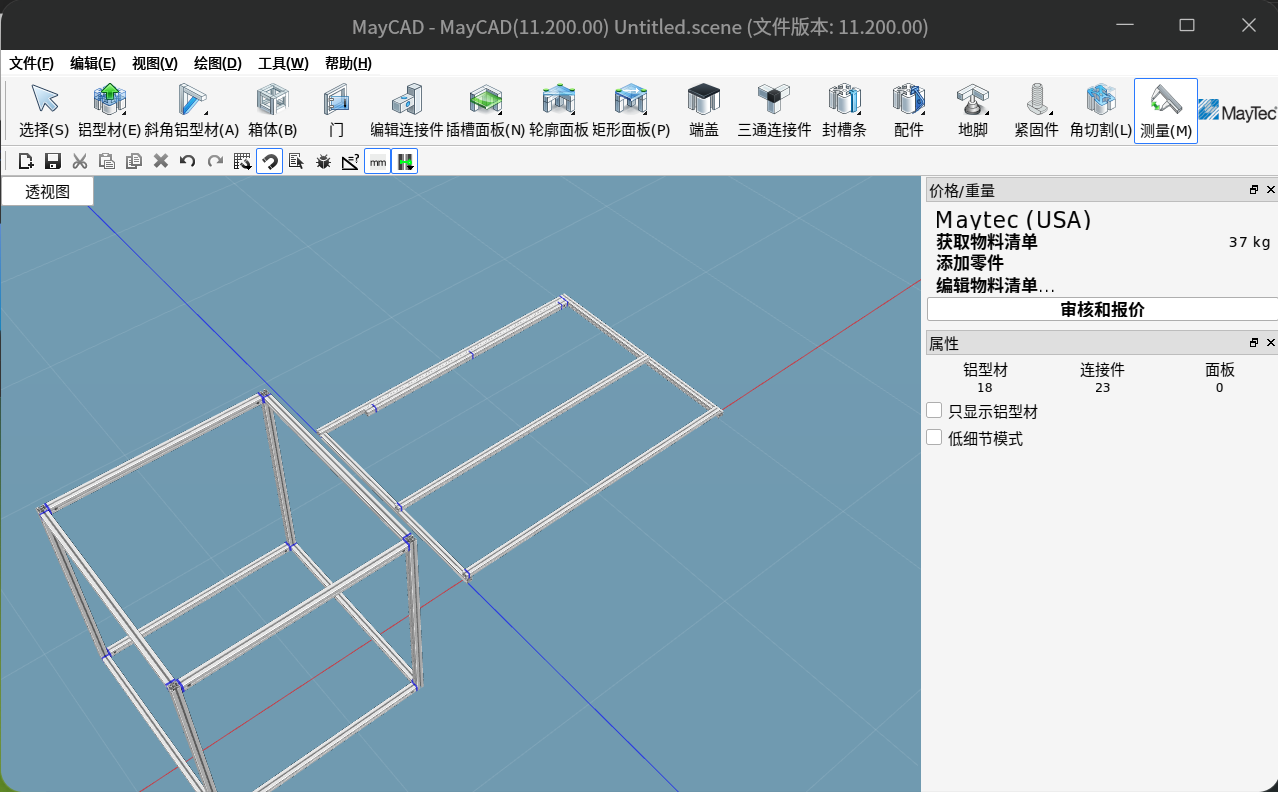 MayCAD - MayCAD(11.200.00) Untitled.scene (文件版本: 11.200.00)
文件(F) 编辑(E) 视图(V) 绘图(D) 工具(W) 帮助(H)
选择(S) 铝型材(E) 斜角铝型材(A) 箱体(B) 门 编辑连接件 插槽面板(N) 轮廓面板 矩形面板(P) 端盖 三通连接件 封槽条 配件 地脚 紧固件 角切割(L) 测量(M) MayTec
mm
透视图
价格/重量
Maytec (USA)
获取物料清单 37 kg
添加零件
编辑物料清单...
审核和报价
属性
铝型材 连接件 面板
18 23 0
只显示铝型材
低细节模式